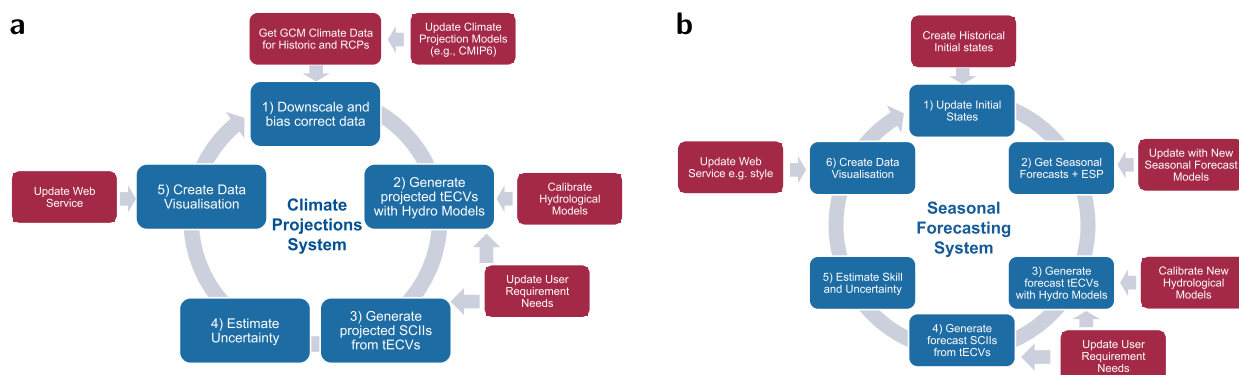 a
Get GCM Climate Data
for Historic and RCPs
Update Climate
Projection Models
(e.g., CMIP6)
1) Downscale and
bias correct data
Update Web
Service
5) Create Data
Visualisation
2) Generate
projected tECVs
with Hydro Models
Calibrate
Hydrological
Models
Climate
Projections
System
Update User
Requirement
Needs
4) Estimate
Uncertainty
3) Generate
projected SCIIs
from tECVs
b
Create Historical
Initial states
1) Update Initial
States
Update Web
Service e.g. style
6) Create Data
Visualisation
2) Get Seasonal
Forecasts + ESP
Update with New
Seasonal Forecast
Models
Seasonal
Forecasting
System
5) Estimate Skill
and Uncertainty
3) Generate
forecast tECVs
with Hydro Models
Calibrate New
Hydrological
Models
4) Generate
forecast SCIIs
from tECVs
Update User
Requirement
Needs